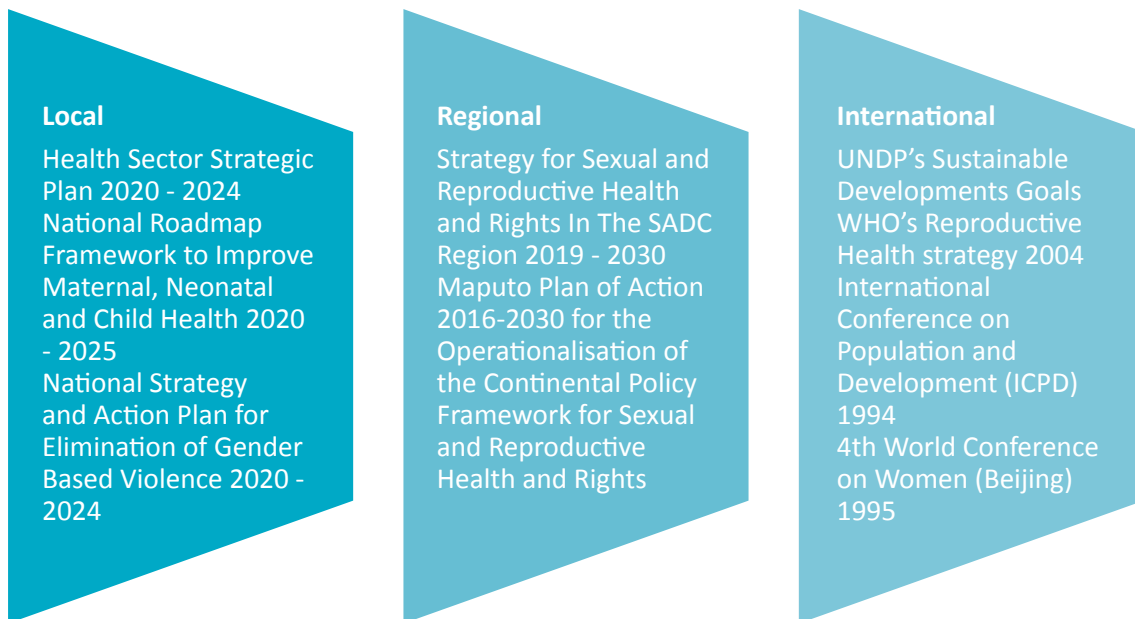 Local
Health Sector Strategic
Plan 2020 - 2024
National Roadmap
Framework to Improve
Maternal, Neonatal
and Child Health 2020
- 2025
National Strategy
and Action Plan for
Elimination of Gender
Based Violence 2020 -
2024
Regional
Strategy for Sexual and
Reproductive Health
and Rights In The SADC
Region 2019 - 2030
Maputo Plan of Action
2016-2030 for the
Operationalisation of
the Continental Policy
Framework for Sexual
and Reproductive
Health and Rights
International
UNDP’s Sustainable
Developments Goals
WHO’s Reproductive
Health strategy 2004
International
Conference on
Population and
Development (ICPD)
1994
4th World Conference
on Women (Beijing)
1995